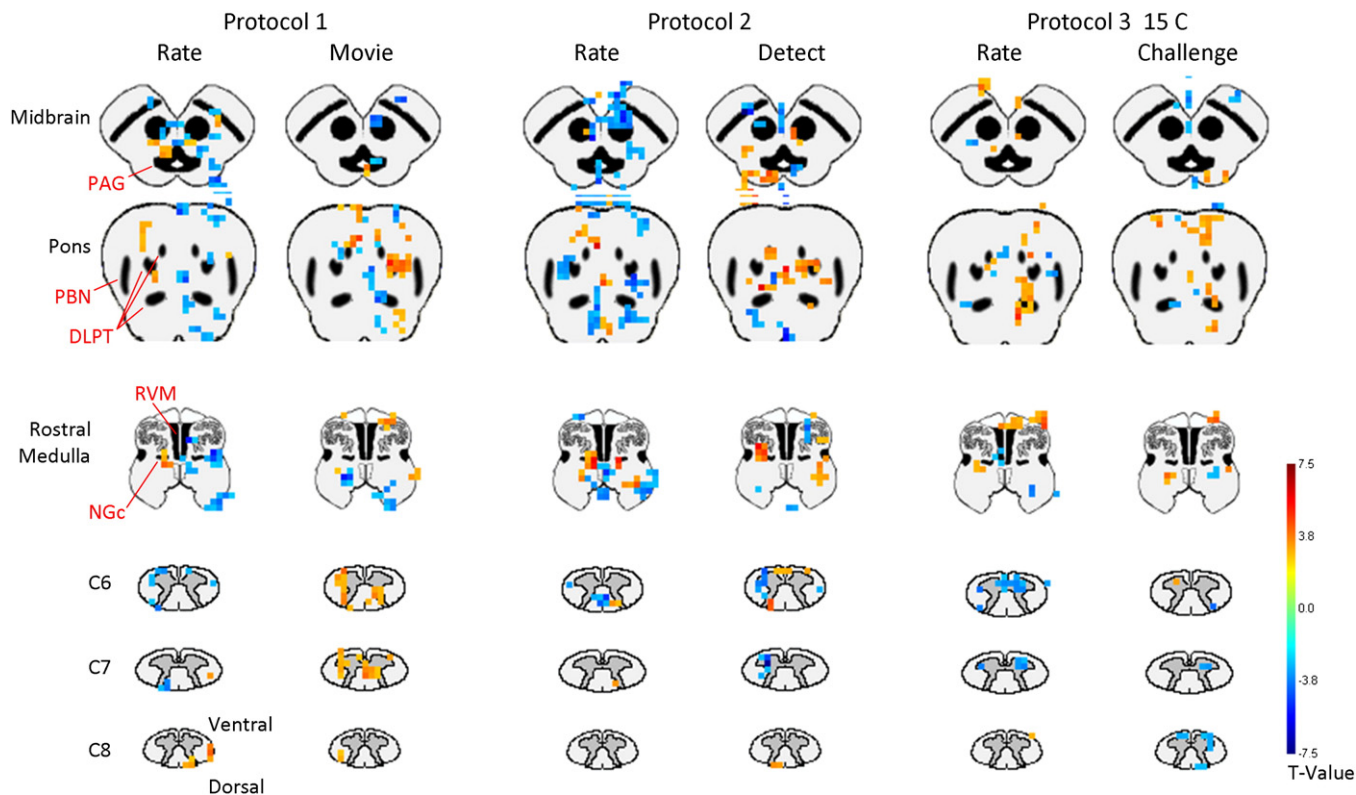 Protocol 1
Protocol 2
Protocol 3 15 C
Rate
Movie
Rate
Detect
Rate
Challenge
Midbrain
PAG
Pons
PBN
DLPT
RVM
Rostral
Medulla
NGc
C6
C7
C8
Ventral
Dorsal
7.5
3.8
0.0
-3.8
-7.5
T-Value